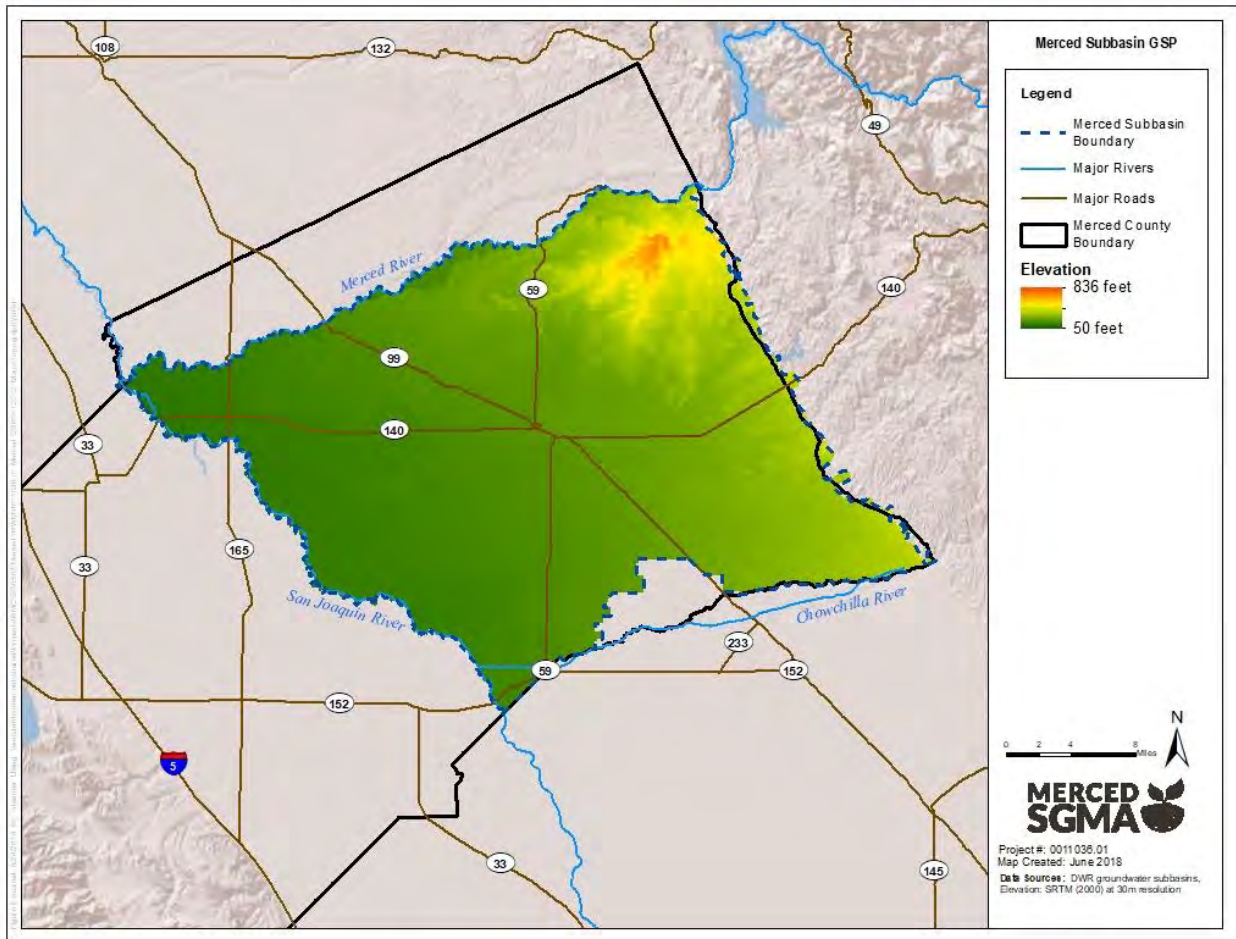 Merced Subbasin GSP
Legend
Merced Subbasin
Boundary
Major Rivers
Major Roads
Merced County
Boundary
Elevation
836 feet
50 feet
108
132
49
Merced River
59
140
99
140
33
165
33
San Joaquin River
Chowchilla River
233
59
152
152
5
33
145
N
0 2 4 8
Miles
MERCED
SGMA
Project #: 0011036.01
Map Created: June 2018
Data Sources: DWR groundwater subbasins,
Elevation: SRTM (2000) at 30m resolution